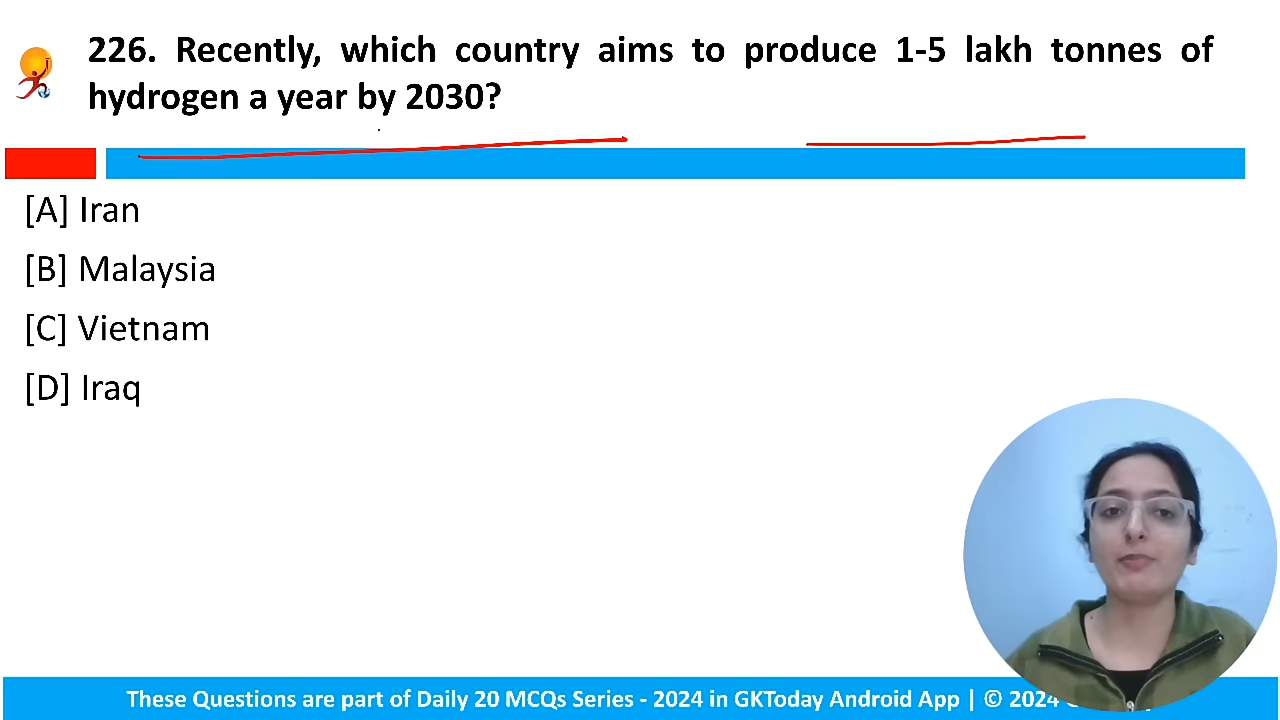 226. Recently, which country aims to produce 1-5 lakh tonnes of
hydrogen a year by 2030?
[A] Iran
[B] Malaysia
[C] Vietnam
[D] Iraq
These Questions are part of Daily 20 MCQs Series - 2024 in GKToday Android App | © 2024